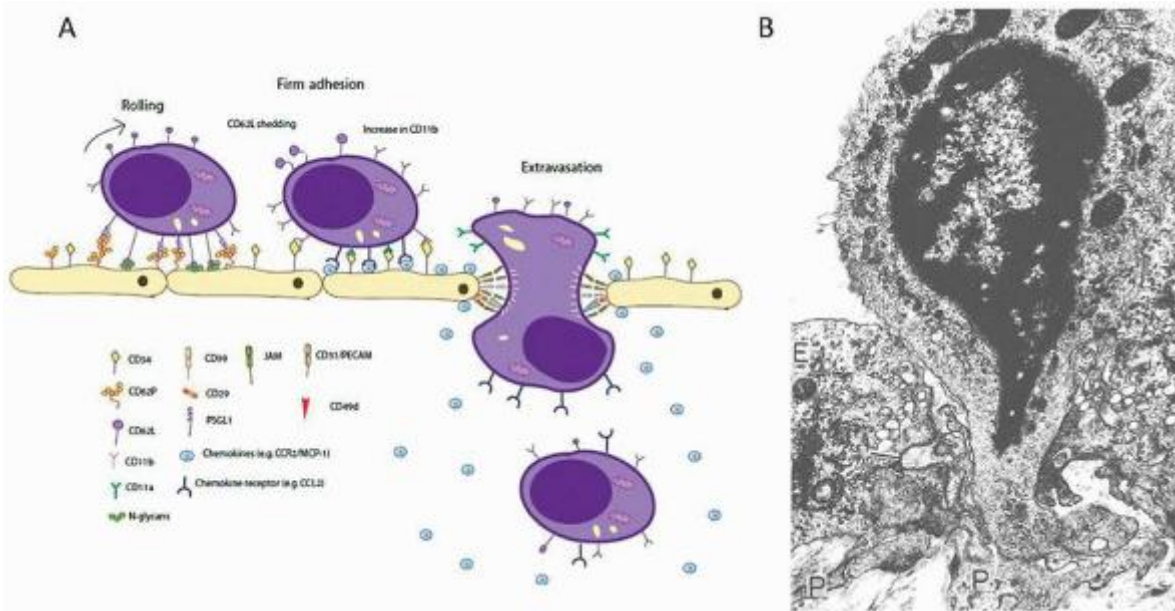 A
B
Firm adhesion
Rolling
CD62L shedding
Increase in CD11b
Extravasation
CD34
CD99
JAM
CD31/PECAM
CD62P
CD29
CD49d
PSGL1
CD62L
Chemokines (e.g. CCR2/MCP-1)
CD11b
CD11a
Chemokine receptor (e.g. CCL2)
N-glycans
E
P
P